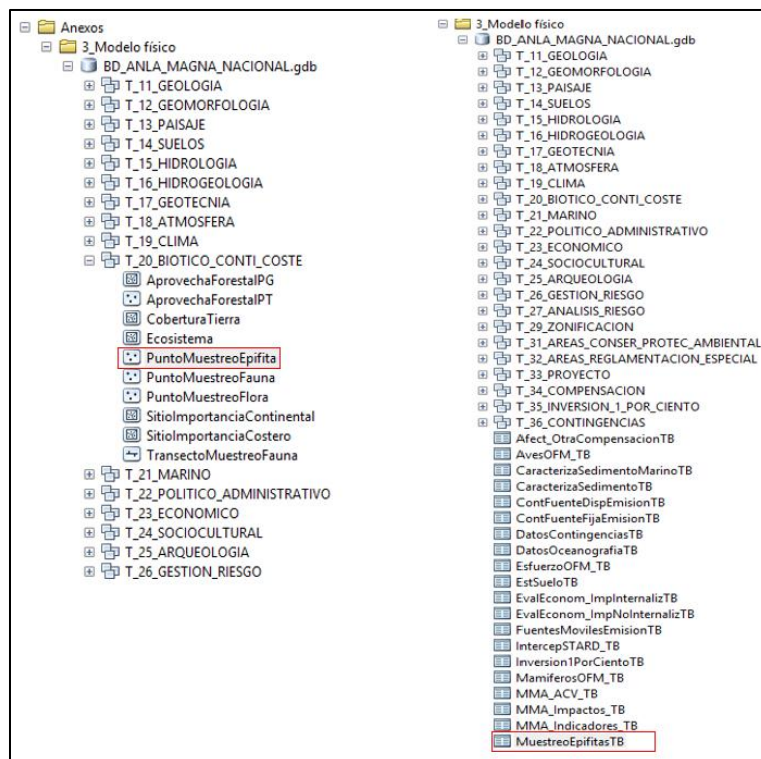 Anexos
3_Modelo físico
BD_ANLA_MAGNA_NACIONAL.gdb
T_11_GEOLOGIA
T_12_GEOMORFOLOGIA
T_13_PAISAJE
T_14_SUELOS
T_15_HIDROLOGIA
T_16_HIDROGEOLOGIA
T_17_GEOTECNIA
T_18_ATMOSFERA
T_19_CLIMA
T_20_BIOTICO_CONTI_COSTE
AprovechaForestalPG
AprovechaForestalPT
CoberturaTierra
Ecosistema
PuntoMuestreoEpifita
PuntoMuestreoFauna
PuntoMuestreoFlora
SitioImportanciaContinental
SitioImportanciaCostero
TransectoMuestreoFauna
T_21_MARINO
T_22_POLITICO_ADMINISTRATIVO
T_23_ECONOMICO
T_24_SOCIOCULTURAL
T_25_ARQUEOLOGIA
T_26_GESTION_RIESGO
3_Modelo físico
BD_ANLA_MAGNA_NACIONAL.gdb
T_11_GEOLOGIA
T_12_GEOMORFOLOGIA
T_13_PAISAJE
T_14_SUELOS
T_15_HIDROLOGIA
T_16_HIDROGEOLOGIA
T_17_GEOTECNIA
T_18_ATMOSFERA
T_19_CLIMA
T_20_BIOTICO_CONTI_COSTE
T_21_MARINO
T_22_POLITICO_ADMINISTRATIVO
T_23_ECONOMICO
T_24_SOCIOCULTURAL
T_25_ARQUEOLOGIA
T_26_GESTION_RIESGO
T_27_ANALISIS_RIESGO
T_29_ZONIFICACION
T_31_AREAS_CONSER_PROTEC_AMBIENTAL
T_32_AREAS_REGLAMENTACION_ESPECIAL
T_33_PROYECTO
T_34_COMPENSACION
T_35_INVERSION_1_POR_CIENTO
T_36_CONTINGENCIAS
Afect_OtraCompensacionTB
AvesOFM_TB
CaracterizaSedimentoMarinoTB
CaracterizaSedimentoTB
ContFuenteDispEmisionTB
ContFuenteFijaEmisionTB
DatosContingenciasTB
DatosOceanografiaTB
EsfuerzoOFM_TB
EstSueloTB
EvalEconom_ImpInternalizTB
EvalEconom_ImpNoInternalizTB
FuentesMovilesEmisionTB
IntercepSTARD_TB
Inversion1PorCientoTB
MamiferosOFM_TB
MMA_ACV_TB
MMA_Impactos_TB
MMA_Indicadores_TB
MuestreoEpifitasTB